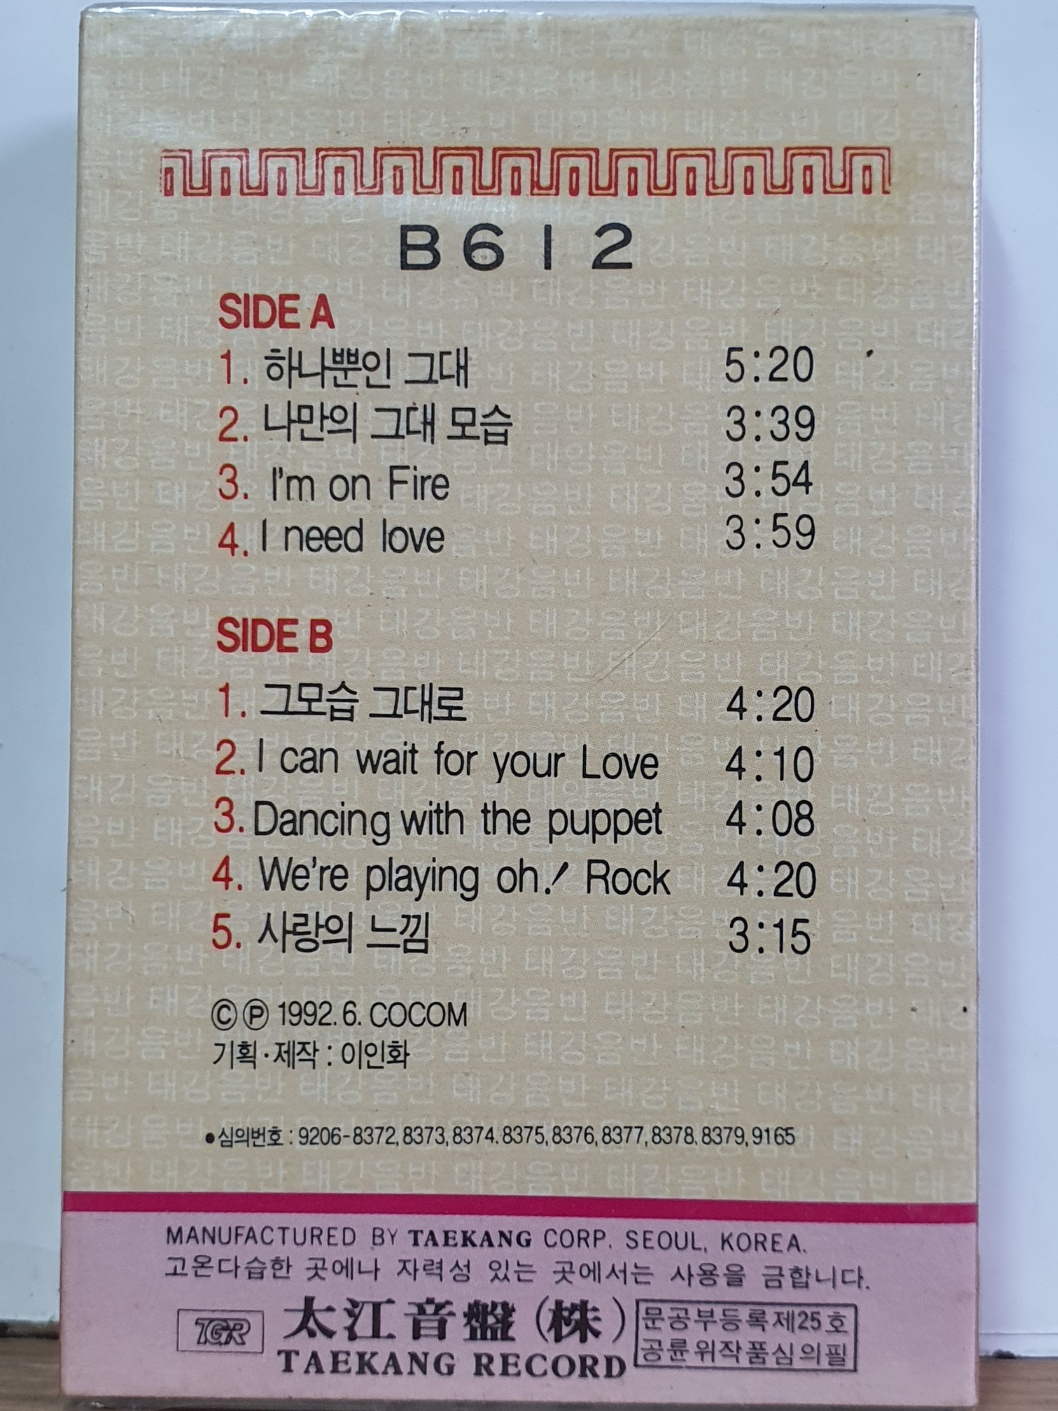 B612
SIDE A
1. 하나뿐인 그대 5:20
2. 나만의 그대 모습 3:39
3. I'm on Fire 3:54
4. I need love 3:59
SIDE B
1. 그모습 그대로 4:20
2. I can wait for your Love 4:10
3. Dancing with the puppet 4:08
4. We're playing oh! Rock 4:20
5. 사랑의 느낌 3:15
©℗ 1992. 6. COCOM
기획·제작 : 이인화
●심의번호 : 9206-8372, 8373, 8374. 8375, 8376, 8377, 8378. 8379, 9165
MANUFACTURED BY TAEKANG CORP. SEOUL, KOREA.
고온다습한 곳에나 자력성 있는 곳에서는 사용을 금합니다.
TGR
太江音盤(株)
TAEKANG RECORD
문공부등록제25호
공륜위작품심의필